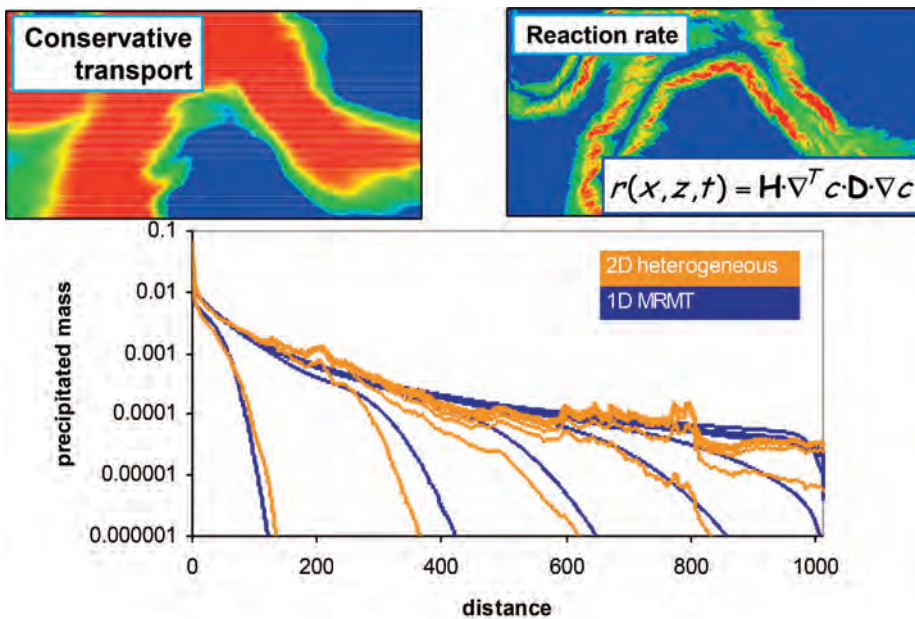 Conservative
transport
Reaction rate
r(x,z,t) = H·∇ᵀc·D·∇c
0.1
0.01
0.001
0.0001
0.00001
0.000001
precipitated mass
2D heterogeneous
1D MRMT
0 200 400 600 800 1000
distance